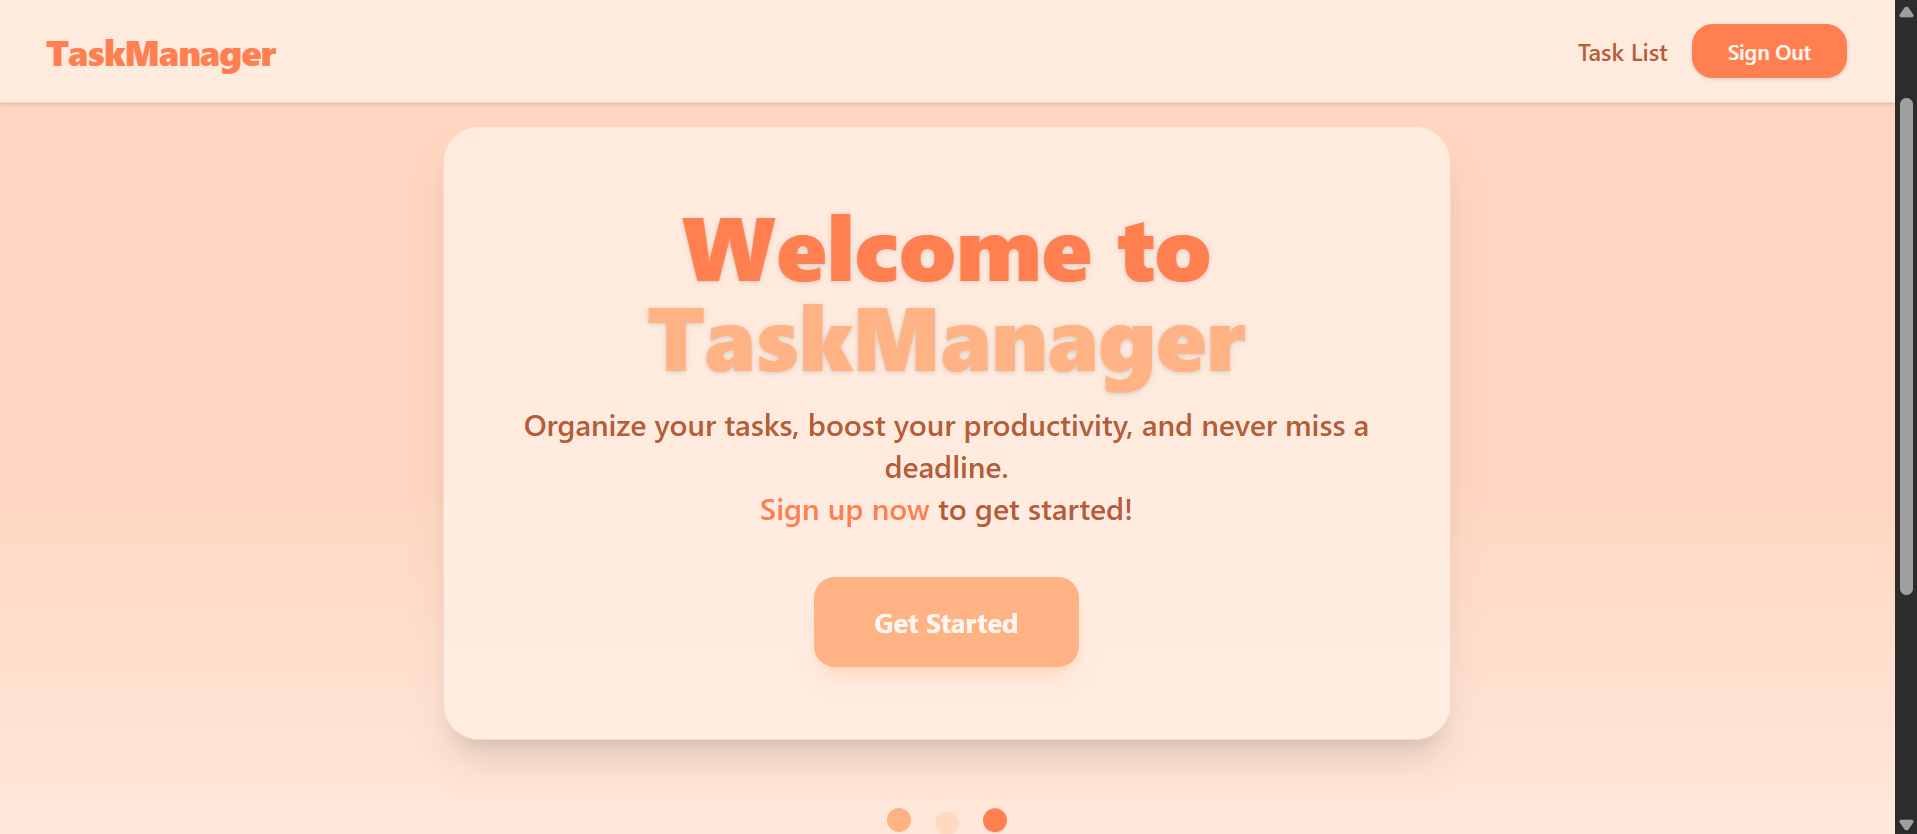 TaskManager
Task List
Sign Out
Welcome to
TaskManager
Organize your tasks, boost your productivity, and never miss a
deadline.
Sign up now to get started!
Get Started